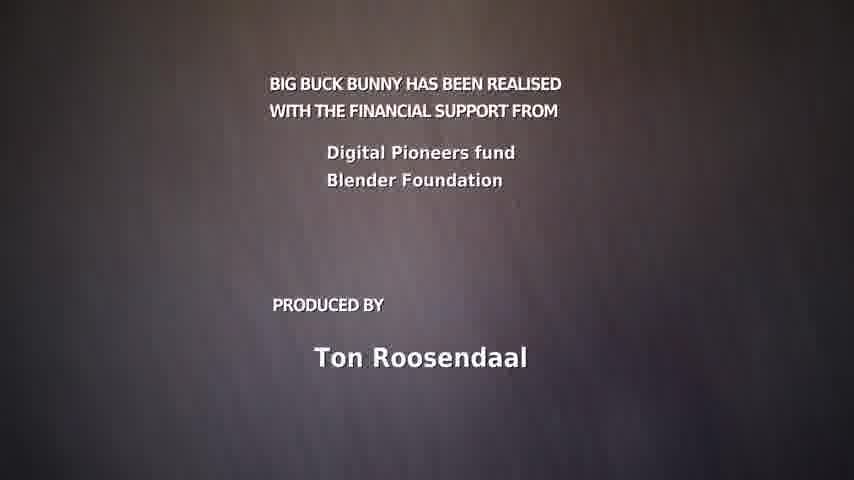 BIG BUCK BUNNY HAS BEEN REALISED
WITH THE FINANCIAL SUPPORT FROM
Digital Pioneers fund
Blender Foundation
PRODUCED BY
Ton Roosendaal